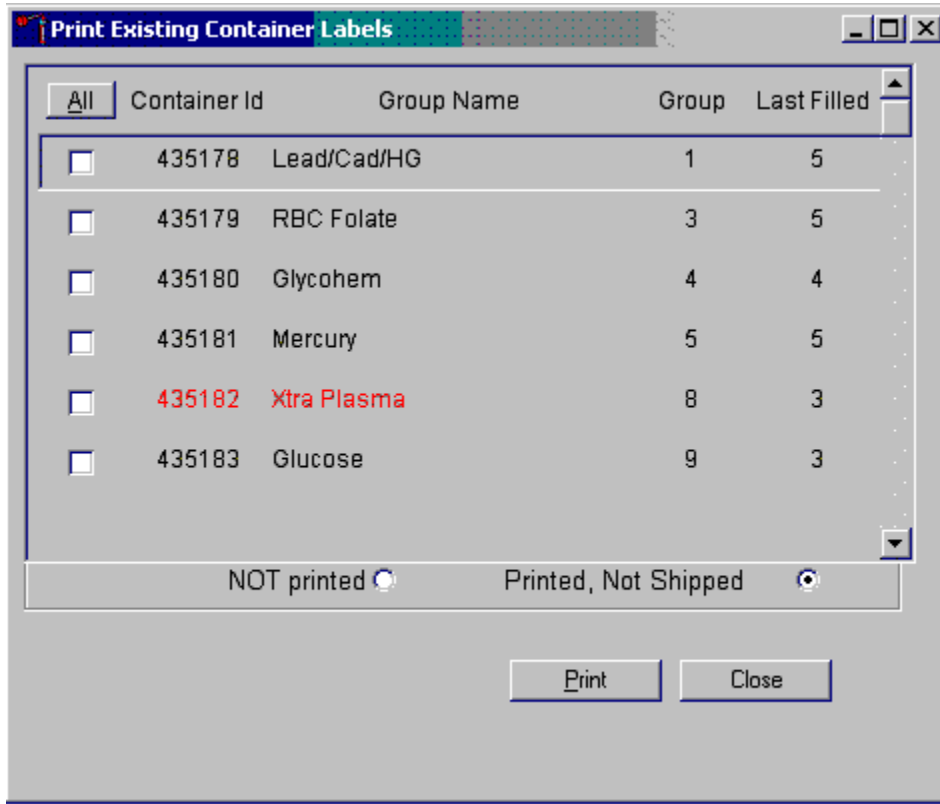 Print Existing Container Labels
All Container Id Group Name Group Last Filled
435178 Lead/Cad/HG 1 5
435179 RBC Folate 3 5
435180 Glycohem 4 4
435181 Mercury 5 5
435182 Xtra Plasma 8 3
435183 Glucose 9 3
NOT printed Printed, Not Shipped
Print Close